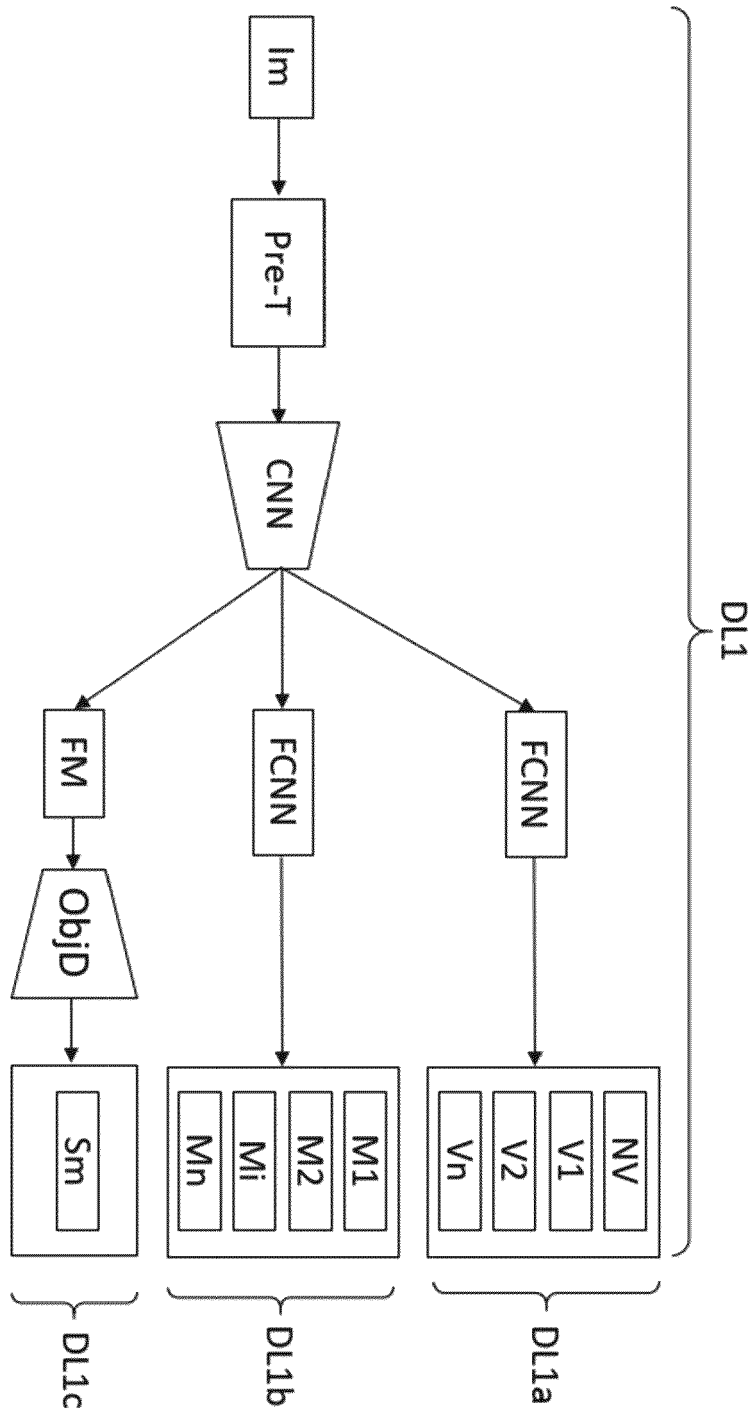 DL1
Im
Pre-T
CNN
FCNN
NV
V1
V2
Vn
DL1a
FCNN
M1
M2
Mi
Mn
DL1b
FM
ObjD
Sm
DL1c